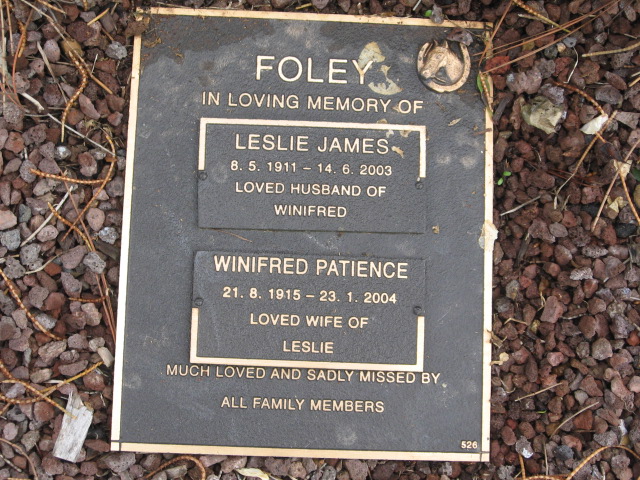 FOLEY
IN LOVING MEMORY OF
LESLIE JAMES
8. 5. 1911 – 14. 6. 2003
LOVED HUSBAND OF
WINIFRED
WINIFRED PATIENCE
21. 8. 1915 – 23. 1. 2004
LOVED WIFE OF
LESLIE
MUCH LOVED AND SADLY MISSED BY
ALL FAMILY MEMBERS
526